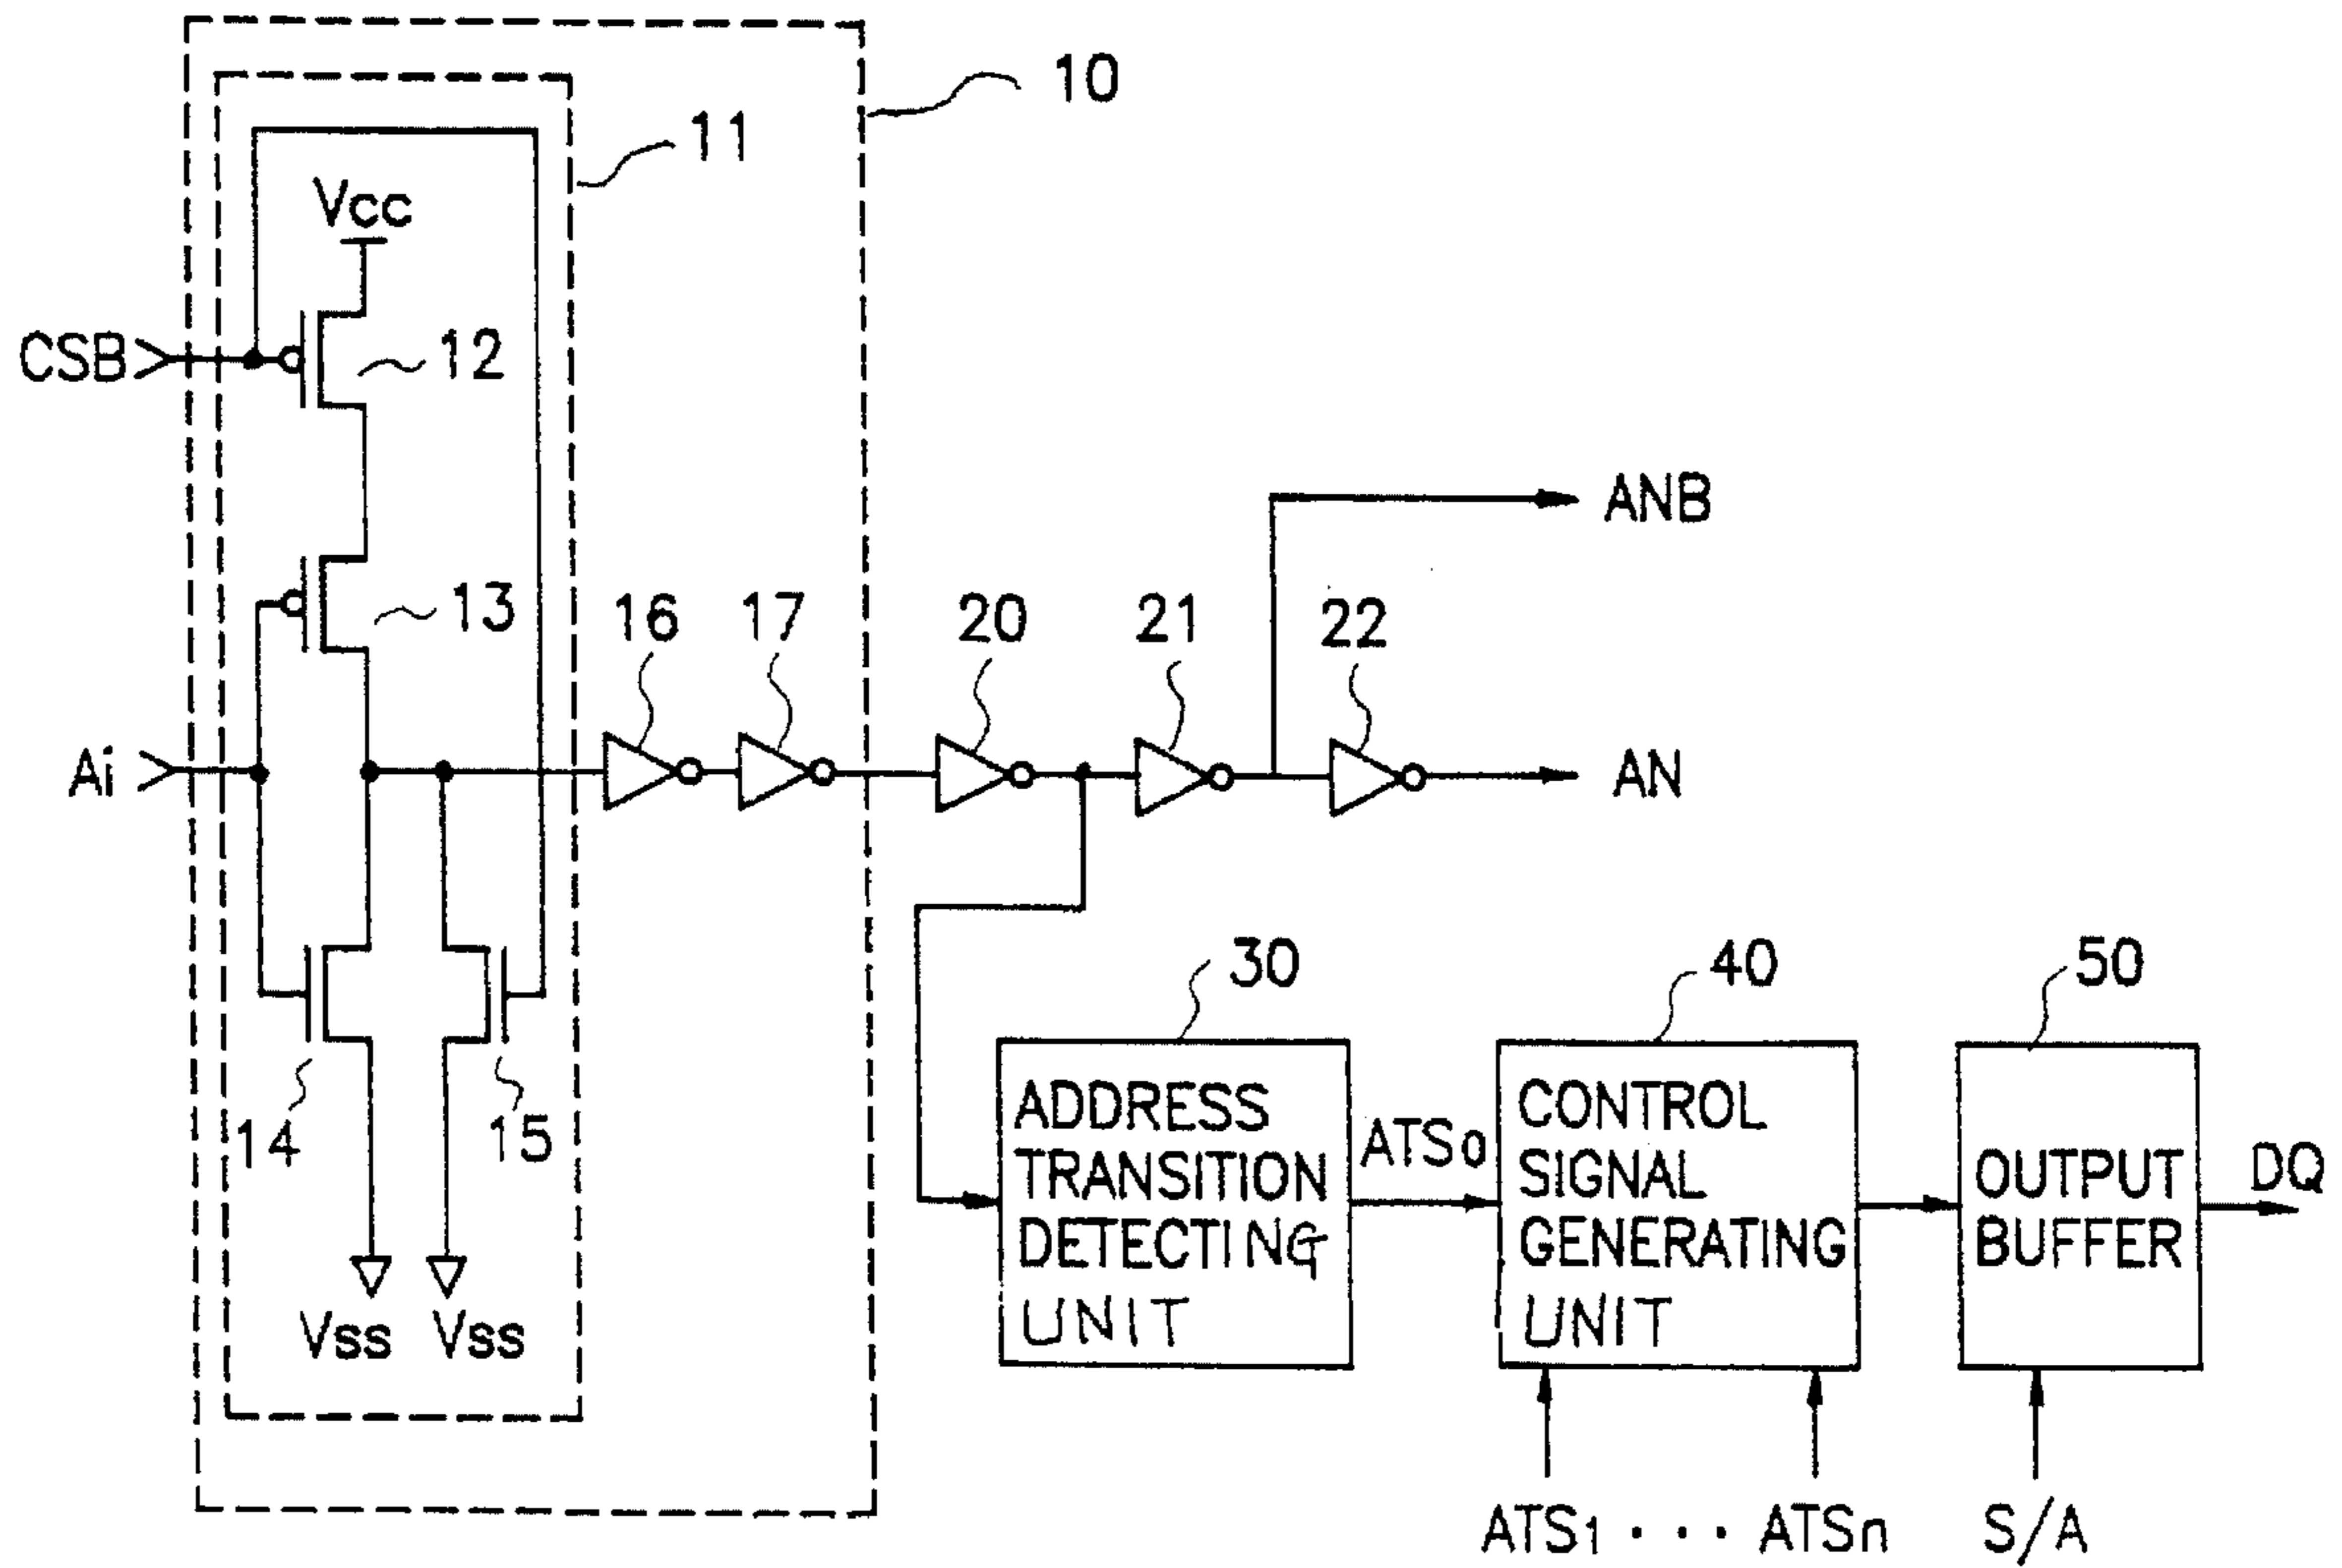 10
11
Vcc
CSB
12
ANB
13
16
17
20
21
22
Ai
AN
14
15
Vss
Vss
30
40
50
ADDRESS
TRANSITION
DETECTING
UNIT
ATS0
CONTROL
SIGNAL
GENERATING
UNIT
OUTPUT
BUFFER
DQ
ATS1 · · · ATSn
S/A